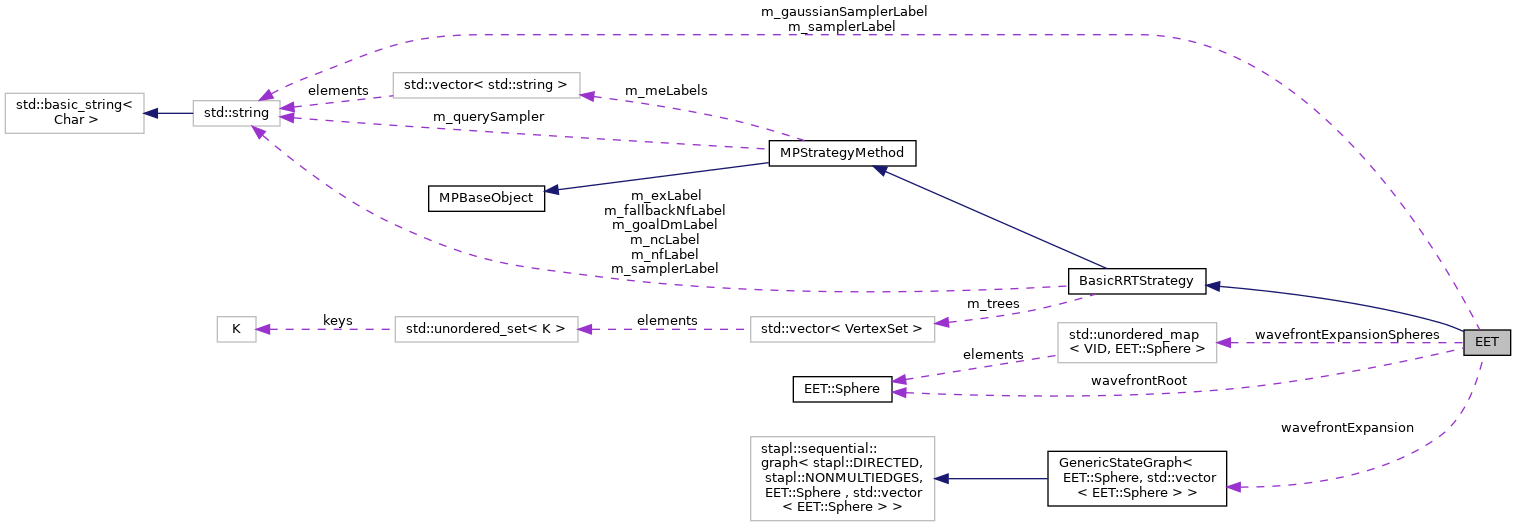 m_gaussianSamplerLabel
m_samplerLabel
std::vector< std::string >
elements
m_meLabels
std::basic_string<
Char >
std::string
m_querySampler
MPStrategyMethod
MPBaseObject
m_exLabel
m_fallbackNfLabel
m_goalDmLabel
m_ncLabel
m_nfLabel
m_samplerLabel
BasicRRTStrategy
m_trees
K
keys
std::unordered_set< K >
elements
std::vector< VertexSet >
std::unordered_map
< VID, EET::Sphere >
wavefrontExpansionSpheres
EET
elements
EET::Sphere
wavefrontRoot
wavefrontExpansion
stapl::sequential::
graph< stapl::DIRECTED,
stapl::NONMULTIEDGES,
EET::Sphere , std::vector
< EET::Sphere > >
GenericStateGraph<
EET::Sphere, std::vector
< EET::Sphere > >